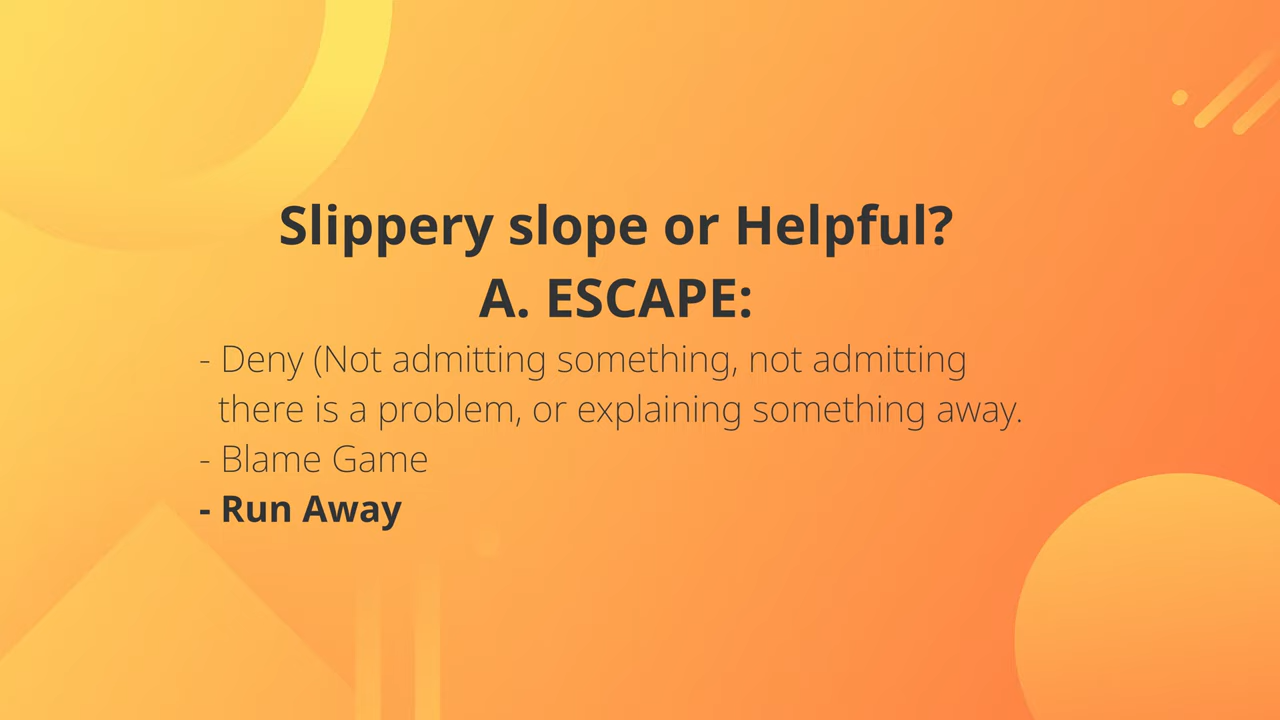 Slippery slope or Helpful?
A. ESCAPE:
- Deny (Not admitting something, not admitting
there is a problem, or explaining something away.
- Blame Game
- Run Away